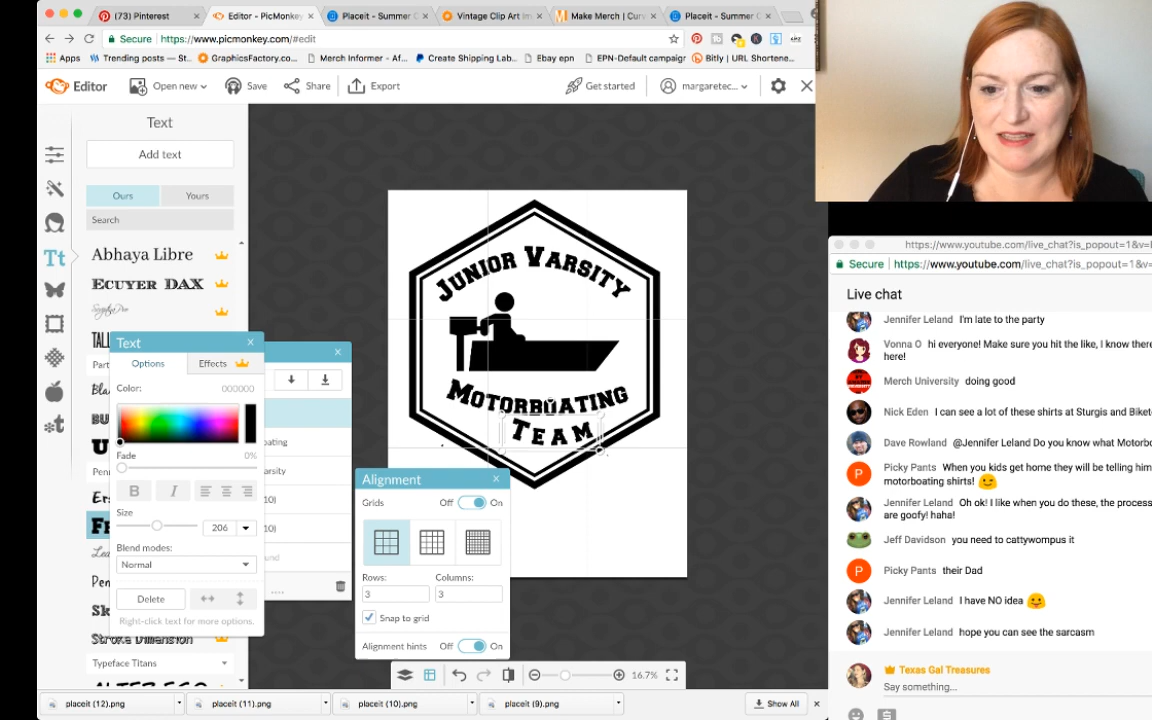 (73) Pinterest
Editor - PicMonkey
Placeit - Summer C
Vintage Clip Art Im
Make Merch | Curs
Placeit - Summer C
Secure https://www.picmonkey.com/#edit
Apps Trending posts — St... GraphicsFactory.co... Merch Informer - Af... Create Shipping Lab... Ebay epn EPN-Default campaign Bitly | URL Shortene...
Editor Open new Save Share Export Get started margaretec...
Text
Add text
Ours Yours
Search
Abhaya Libre
Ecuyer DAX
Text
Options Effects
Color: 000000
Fade 0%
B I
Size
206
Blend modes:
Normal
Delete
Right-click text for more options.
Stroke Dimension
Typeface Titans
oating
arsity
10)
10)
und
Alignment
Grids Off On
Rows: Columns:
3 3
Snap to grid
Alignment hints Off On
16.7%
JUNIOR VARSITY
MOTORBOATING
TEAM
placeit (12).png placeit (11).png placeit (10).png placeit (9).png Show All
https://www.youtube.com/live_chat?is_popout=1&v=
Secure https://www.youtube.com/live_chat?is_popout=1&v=
Live chat
Jennifer Leland I'm late to the party
Vonna O hi everyone! Make sure you hit the like, I know there
here!
Merch University doing good
Nick Eden I can see a lot of these shirts at Sturgis and Biket
Dave Rowland @Jennifer Leland Do you know what Motorbo
Picky Pants When you kids get home they will be telling him
motorboating shirts!
Jennifer Leland Oh ok! I like when you do these, the process
are goofy! haha!
Jeff Davidson you need to cattywompus it
Picky Pants their Dad
Jennifer Leland I have NO idea
Jennifer Leland hope you can see the sarcasm
Texas Gal Treasures
Say something...